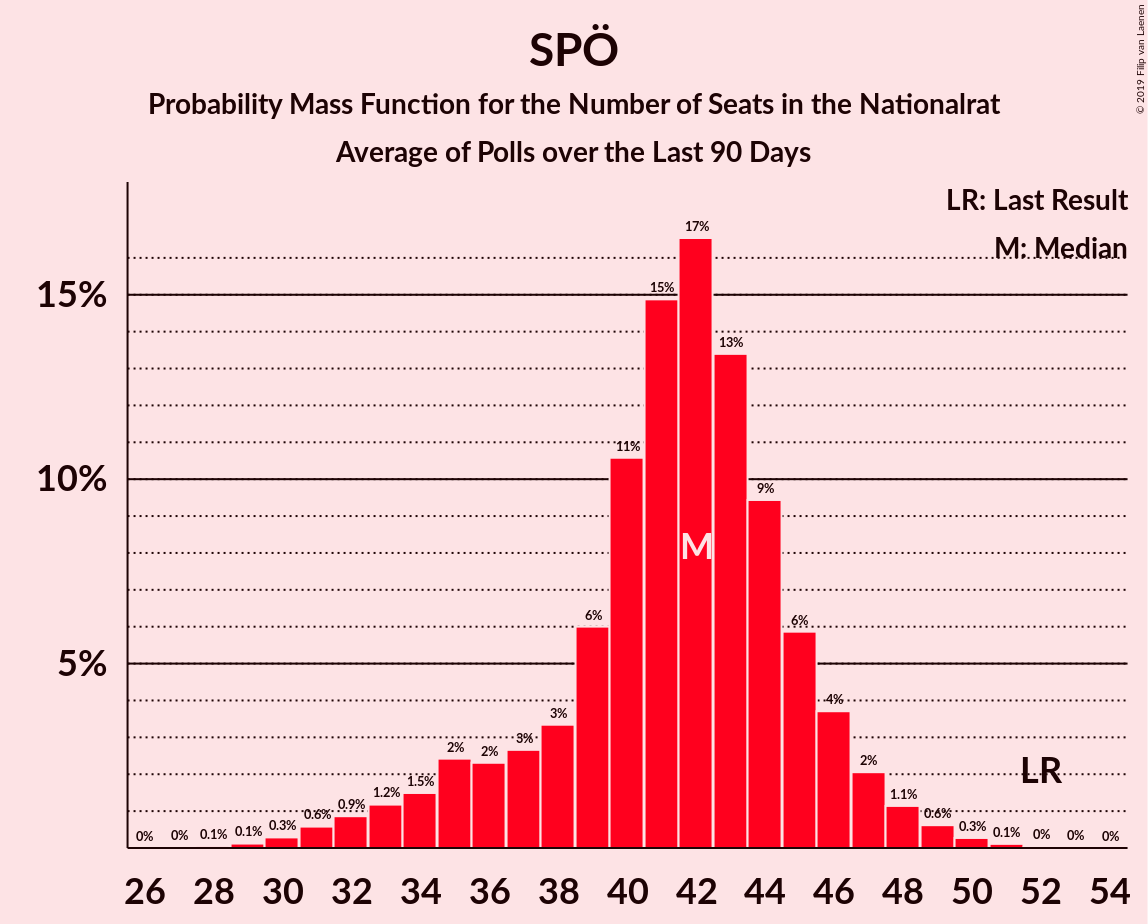 SPÖ
Probability Mass Function for the Number of Seats in the Nationalrat
Average of Polls over the Last 90 Days
© 2019 Filip van Laenen
LR: Last Result
M: Median
15%
10%
5%
0% 0% 0.1% 0.1% 0.3% 0.6% 0.9% 1.2% 1.5% 2% 2% 3% 3% 6% 11% 15% 17% 13% 9% 6% 4% 2% 1.1% 0.6% 0.3% 0.1% 0% 0% 0%
M
LR
26 28 30 32 34 36 38 40 42 44 46 48 50 52 54